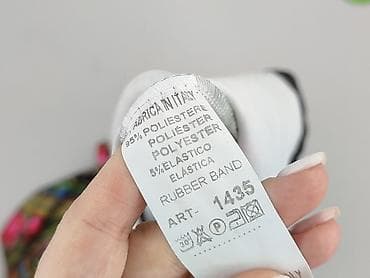 FABRICA IN ITALY
95% POLIESTERE
POLIÉSTER
POLYESTER
5% ELASTICO
ELÁSTICA
RUBBER BAND
ART- 1435
30 P